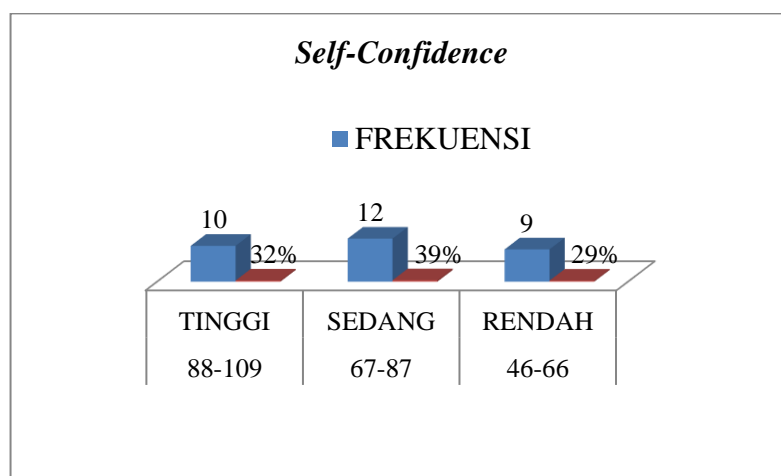 Self-Confidence
FREKUENSI
10 12 9
32% 39% 29%
TINGGI SEDANG RENDAH
88-109 67-87 46-66